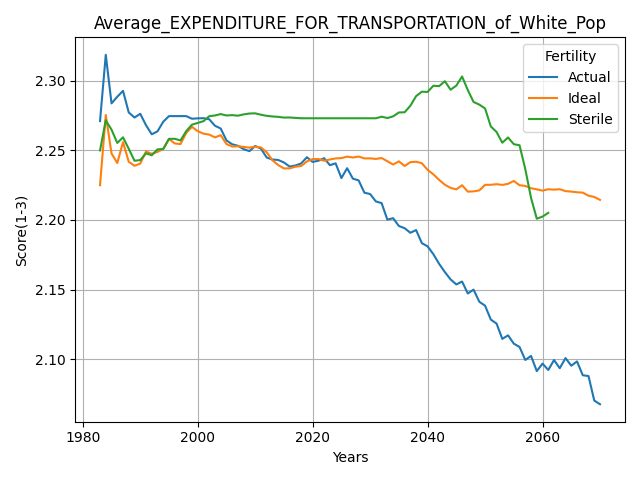 Average_EXPENDITURE_FOR_TRANSPORTATION_of_White_Pop
Fertility
Actual
Ideal
Sterile
Score(1-3)
2.30
2.25
2.20
2.15
2.10
1980
2000
2020
2040
2060
Years